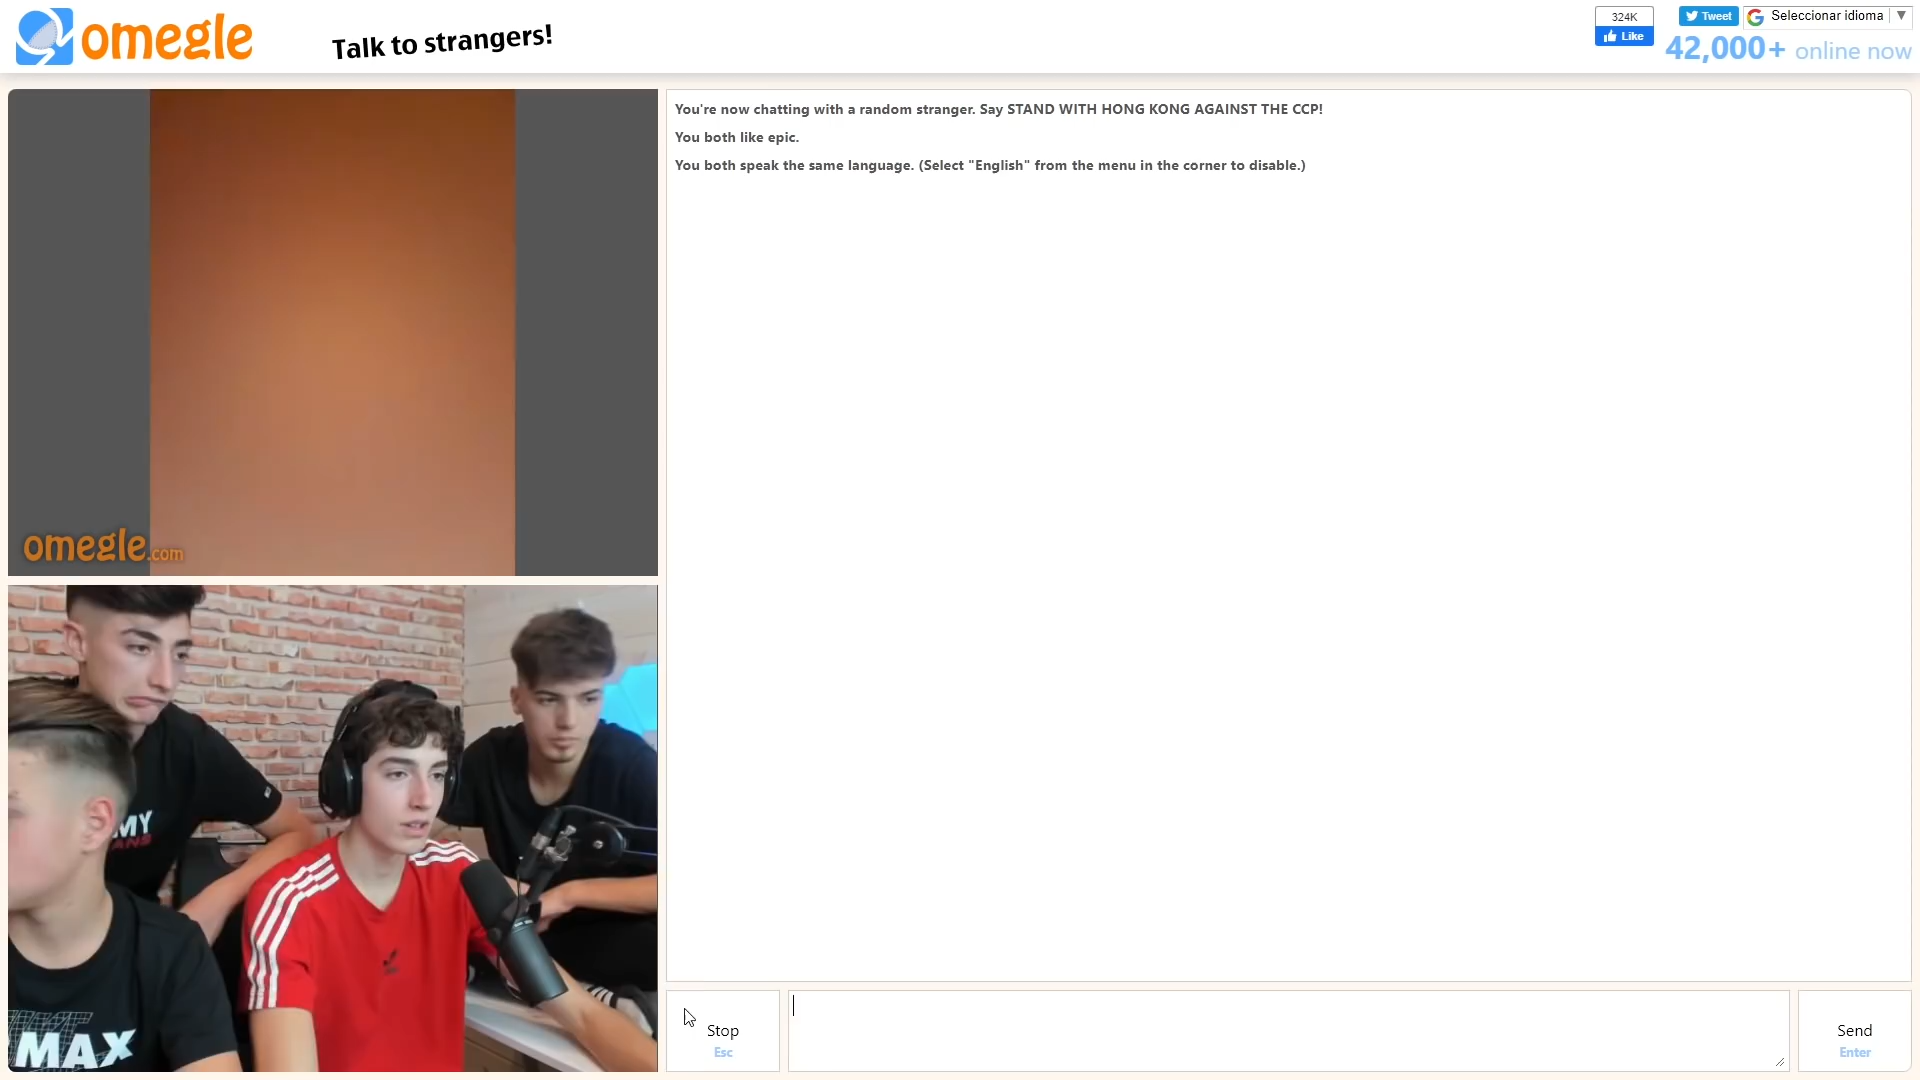 omegle
Talk to strangers!
324K
Like
Tweet
Seleccionar idioma
42,000+ online now
You're now chatting with a random stranger. Say STAND WITH HONG KONG AGAINST THE CCP!
You both like epic.
You both speak the same language. (Select "English" from the menu in the corner to disable.)
omegle.com
MY
ANS
MAX
Stop
Esc
Send
Enter